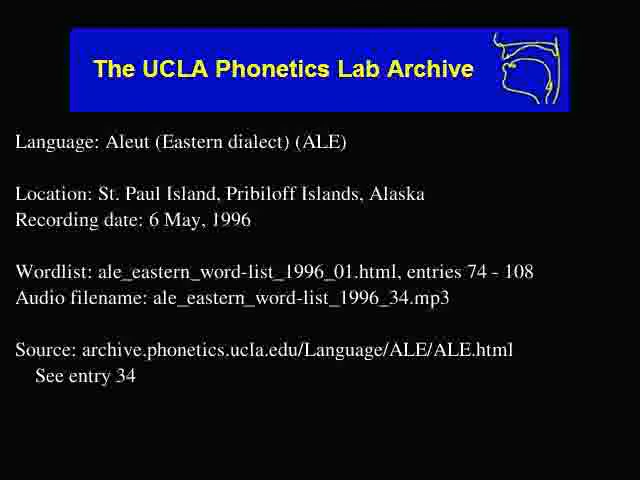 The UCLA Phonetics Lab Archive
Language: Aleut (Eastern dialect) (ALE)
Location: St. Paul Island, Pribiloff Islands, Alaska
Recording date: 6 May, 1996
Wordlist: ale_eastern_word-list_1996_01.html, entries 74 - 108
Audio filename: ale_eastern_word-list_1996_34.mp3
Source: archive.phonetics.ucla.edu/Language/ALE/ALE.html
See entry 34